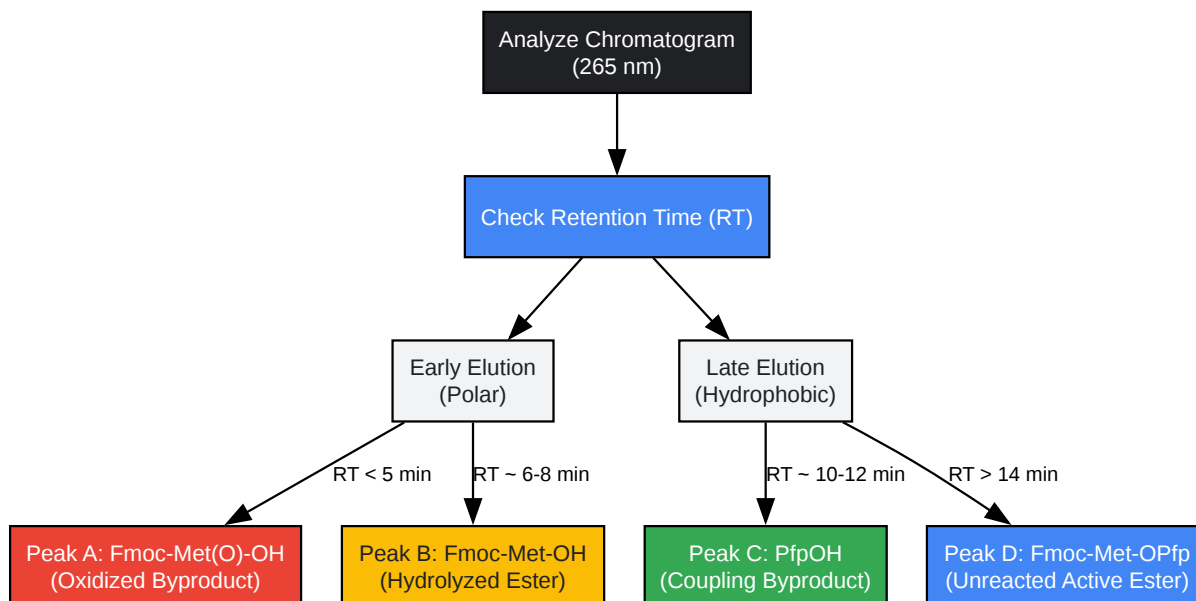 Analyze Chromatogram
(265 nm)
Check Retention Time (RT)
Early Elution
(Polar)
Late Elution
(Hydrophobic)
RT < 5 min
RT ~ 6-8 min
RT ~ 10-12 min
RT > 14 min
Peak A: Fmoc-Met(O)-OH
(Oxidized Byproduct)
Peak B: Fmoc-Met-OH
(Hydrolyzed Ester)
Peak C: PfpOH
(Coupling Byproduct)
Peak D: Fmoc-Met-OPfp
(Unreacted Active Ester)